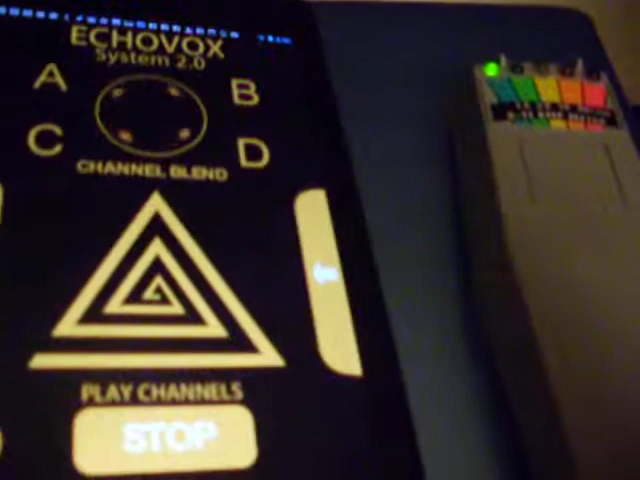 ECHOVOX
System 2.0
A
B
C
D
CHANNEL BLEND
PLAY CHANNELS
STOP